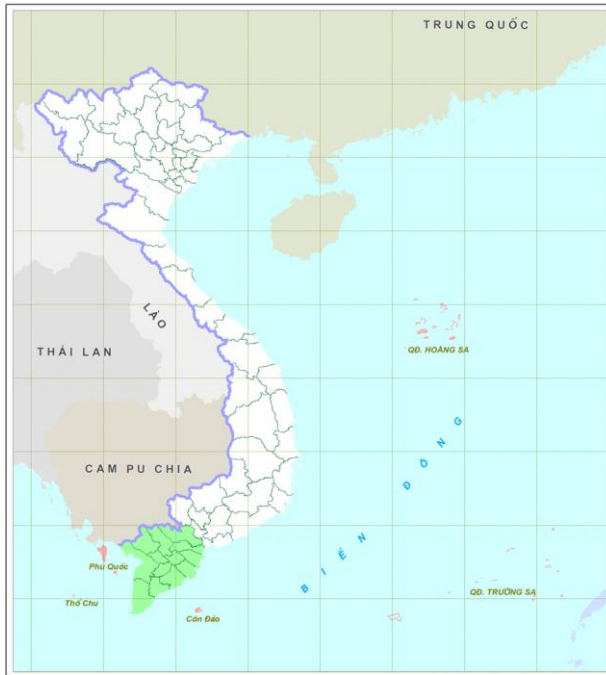 TRUNG QUỐC
LÀO
THÁI LAN
QĐ. HOÀNG SA
CAM PU CHIA
BIỂN ĐÔNG
Phú Quốc
Thổ Chu
Côn Đảo
QĐ. TRƯỜNG SA